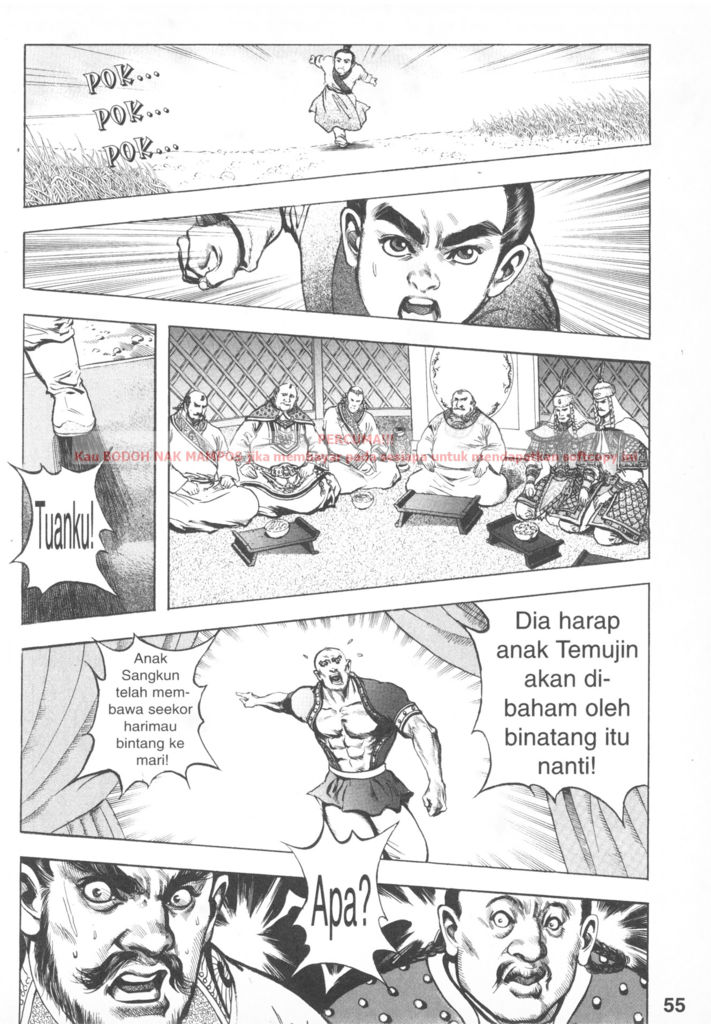 POK...
POK...
POK...
PERCUMA!!!
Kau BODOH NAK MAMPOS jika membayar pada sesiapa untuk mendapatkan softcopy ini
Tuanku!
Anak
Sangkun
telah mem-
bawa seekor
harimau
bintang ke
mari!
Dia harap
anak Temujin
akan di-
baham oleh
binatang itu
nanti!
Apa?
55